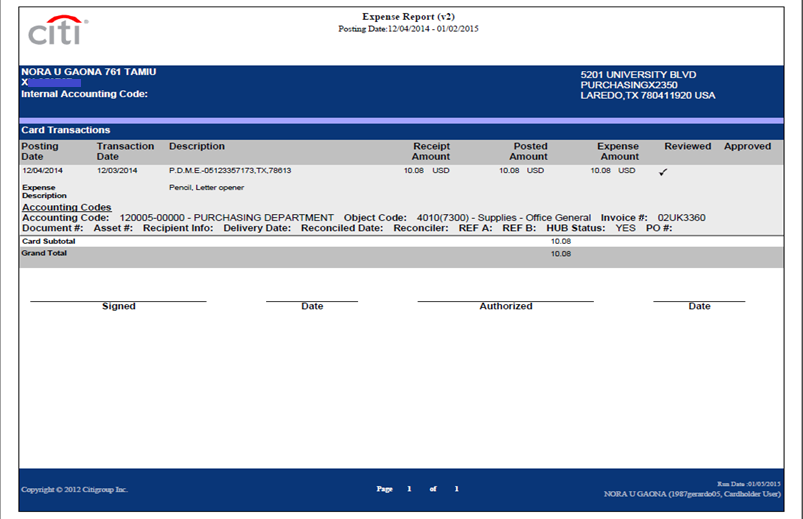 citi
Expense Report (v2)
Posting Date:12/04/2014 - 01/02/2015
NORA U GAONA 761 TAMIU
X
Internal Accounting Code:
5201 UNIVERSITY BLVD
PURCHASINGX2350
LAREDO,TX 780411920 USA
Card Transactions
Posting Date Transaction Date Description Receipt Amount Posted Amount Expense Amount Reviewed Approved
12/04/2014 12/03/2014 P.D.M.E.-05123357173,TX,78613 10.08 USD 10.08 USD 10.08 USD ✓
Expense Description Pencil, Letter opener
Accounting Codes
Accounting Code: 120005-00000 - PURCHASING DEPARTMENT Object Code: 4010(7300) - Supplies - Office General Invoice #: 02UK3360
Document #: Asset #: Recipient Info: Delivery Date: Reconciled Date: Reconciler: REF A: REF B: HUB Status: YES PO #:
Card Subtotal 10.08
Grand Total 10.08
Signed Date Authorized Date
Copyright © 2012 Citigroup Inc.
Page 1 of 1
Run Date :01/05/2015
NORA U GAONA (1987gerardo05, Cardholder User)